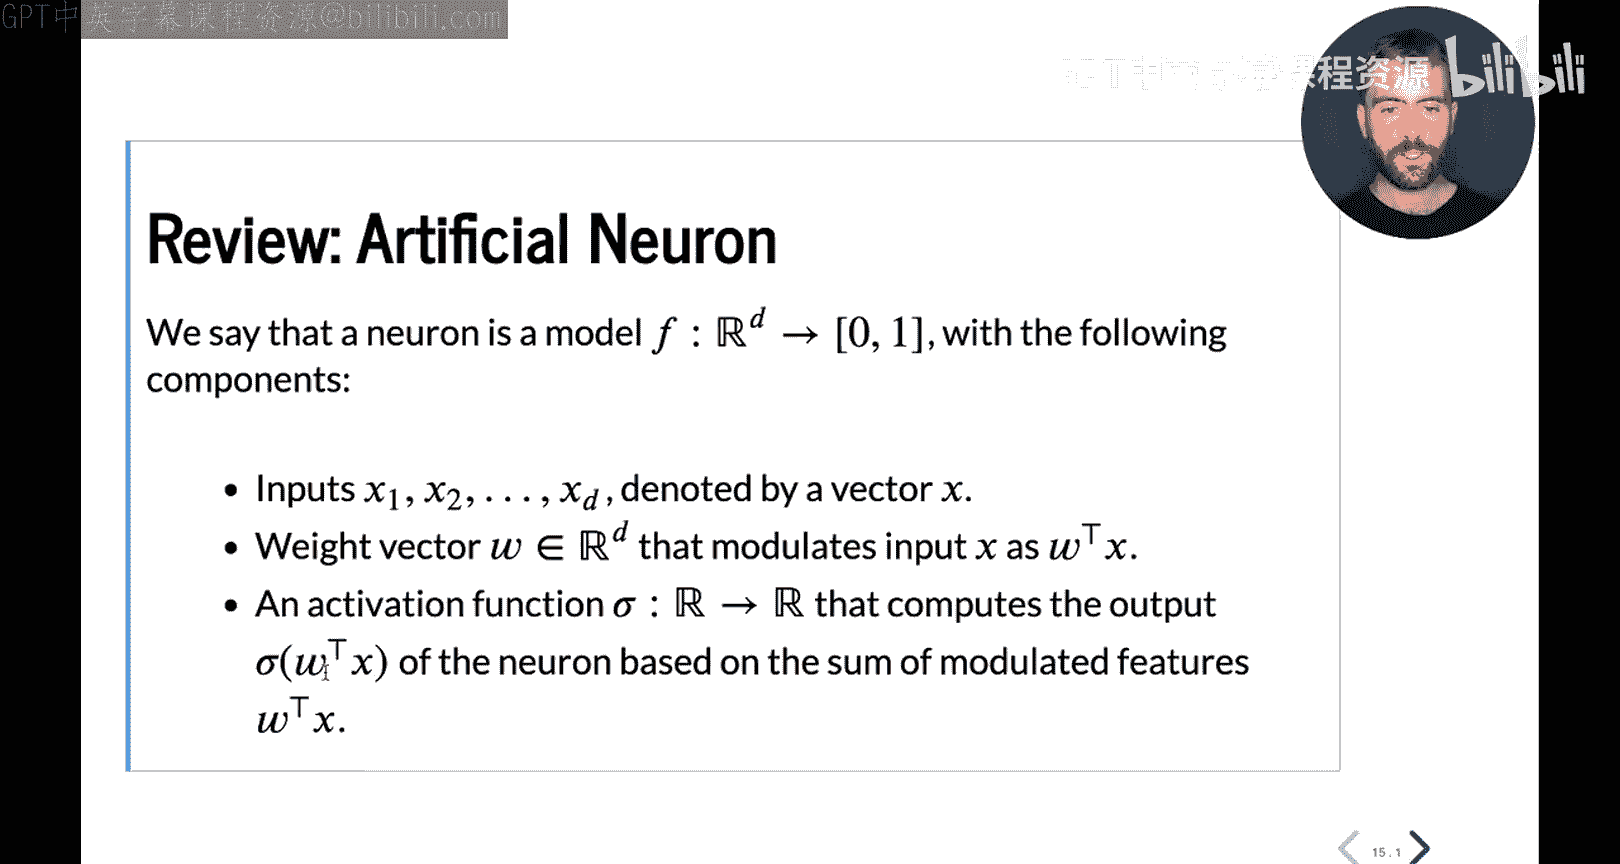 GPT中英字幕课程资源@bilibili.com
课程资源 bilibili
Review: Artificial Neuron
We say that a neuron is a model f : ℝᵈ → [0, 1], with the following
components:
• Inputs x₁, x₂, . . . , x_d, denoted by a vector x.
• Weight vector w ∈ ℝᵈ that modulates input x as w⊤x.
• An activation function σ : ℝ → ℝ that computes the output
σ(w⊤x) of the neuron based on the sum of modulated features
w⊤x.
15.1